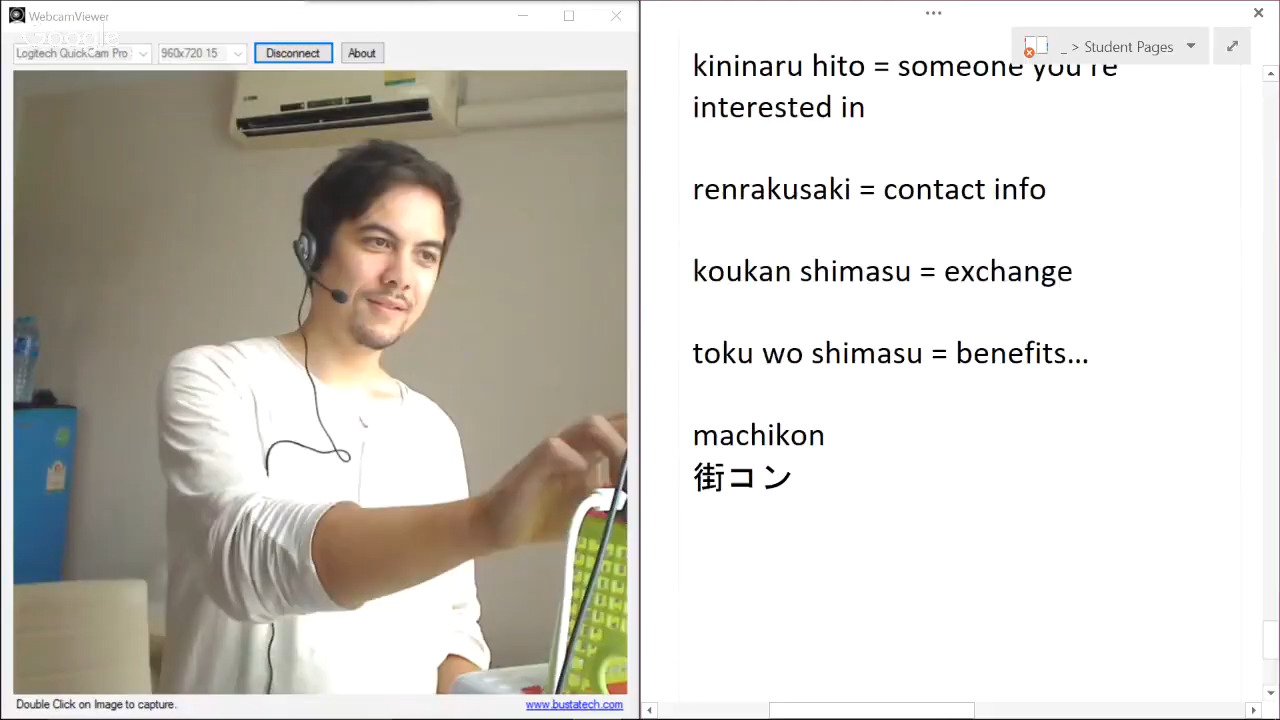 WebcamViewer
Google
Logitech QuickCam Pro
960x720 15
Disconnect
About
Double Click on Image to capture.
www.bustatech.com
_ > Student Pages
kininaru hito = someone you're
interested in
renrakusaki = contact info
koukan shimasu = exchange
toku wo shimasu = benefits...
machikon
街コン